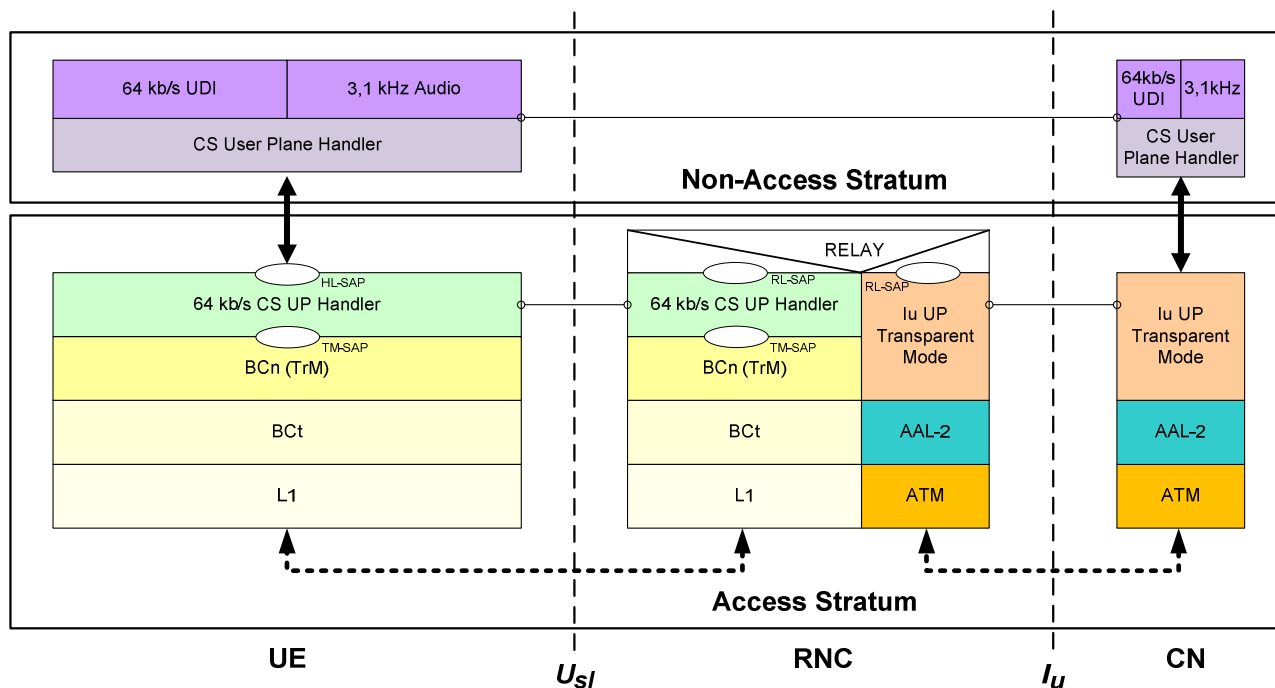 64 kb/s UDI
3,1 kHz Audio
CS User Plane Handler
64kb/s
UDI
3,1kHz
CS User
Plane Handler
Non-Access Stratum
RELAY
HL-SAP
64 kb/s CS UP Handler
TM-SAP
BCn (TrM)
BCt
L1
RL-SAP
64 kb/s CS UP Handler
TM-SAP
BCn (TrM)
BCt
L1
RL-SAP
Iu UP
Transparent
Mode
AAL-2
ATM
Iu UP
Transparent
Mode
AAL-2
ATM
Access Stratum
UE
Usl
RNC
Iu
CN